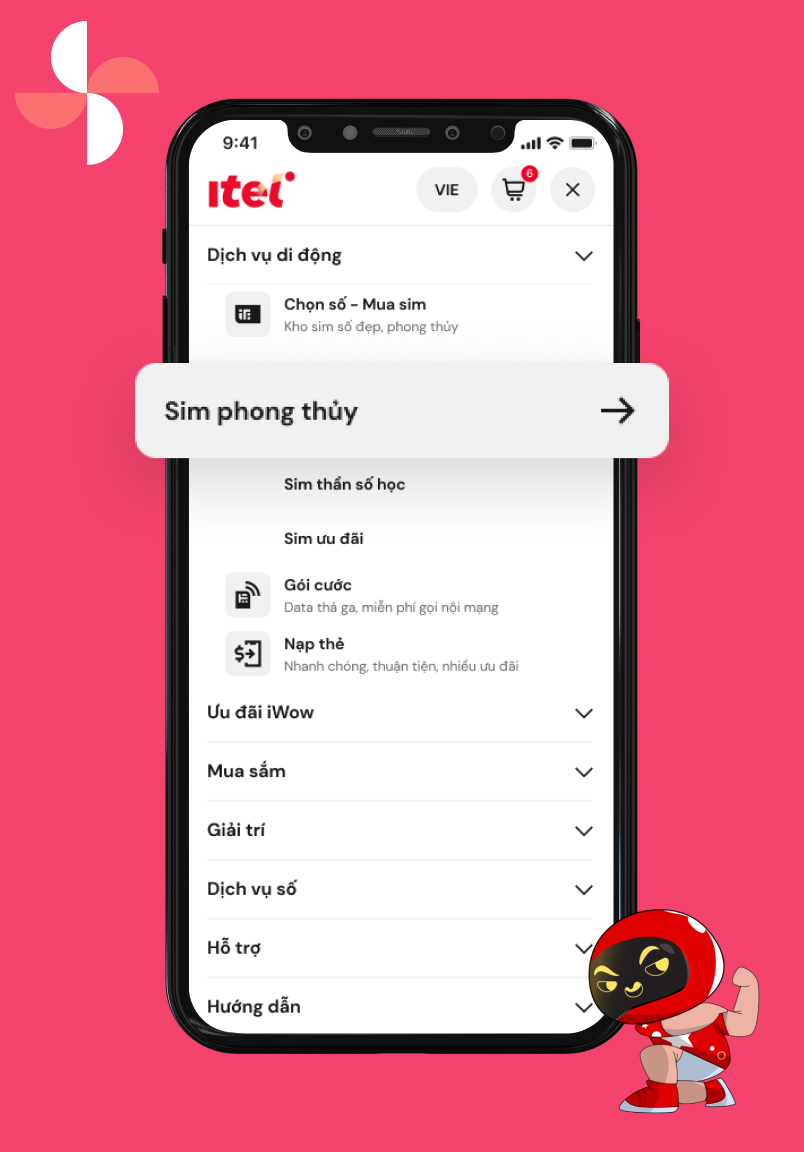 9:41
itel
VIE
6
Dịch vụ di động
Chọn số - Mua sim
Kho sim số đẹp, phong thủy
Sim phong thủy
Sim thần số học
Sim ưu đãi
Gói cước
Data thả ga, miễn phí gọi nội mạng
Nạp thẻ
Nhanh chóng, thuận tiện, nhiều ưu đãi
Ưu đãi iWow
Mua sắm
Giải trí
Dịch vụ số
Hỗ trợ
Hướng dẫn